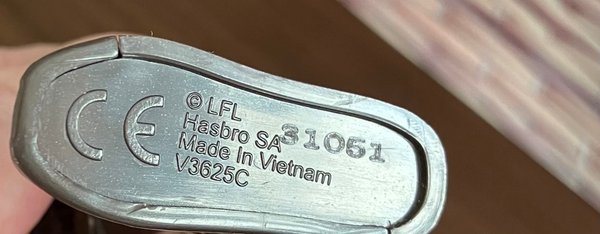 CE
© LFL
Hasbro SA 31051
Made In Vietnam
V3625C